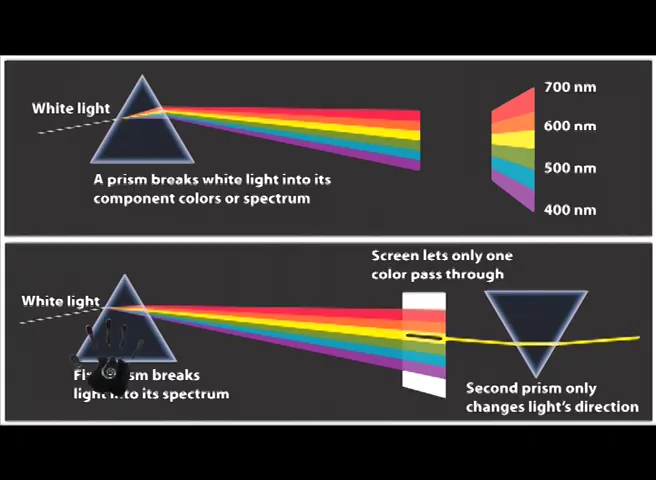 White light
A prism breaks white light into its
component colors or spectrum
700 nm
600 nm
500 nm
400 nm
Screen lets only one
color pass through
White light
breaks
light into its spectrum
Second prism only
changes light's direction